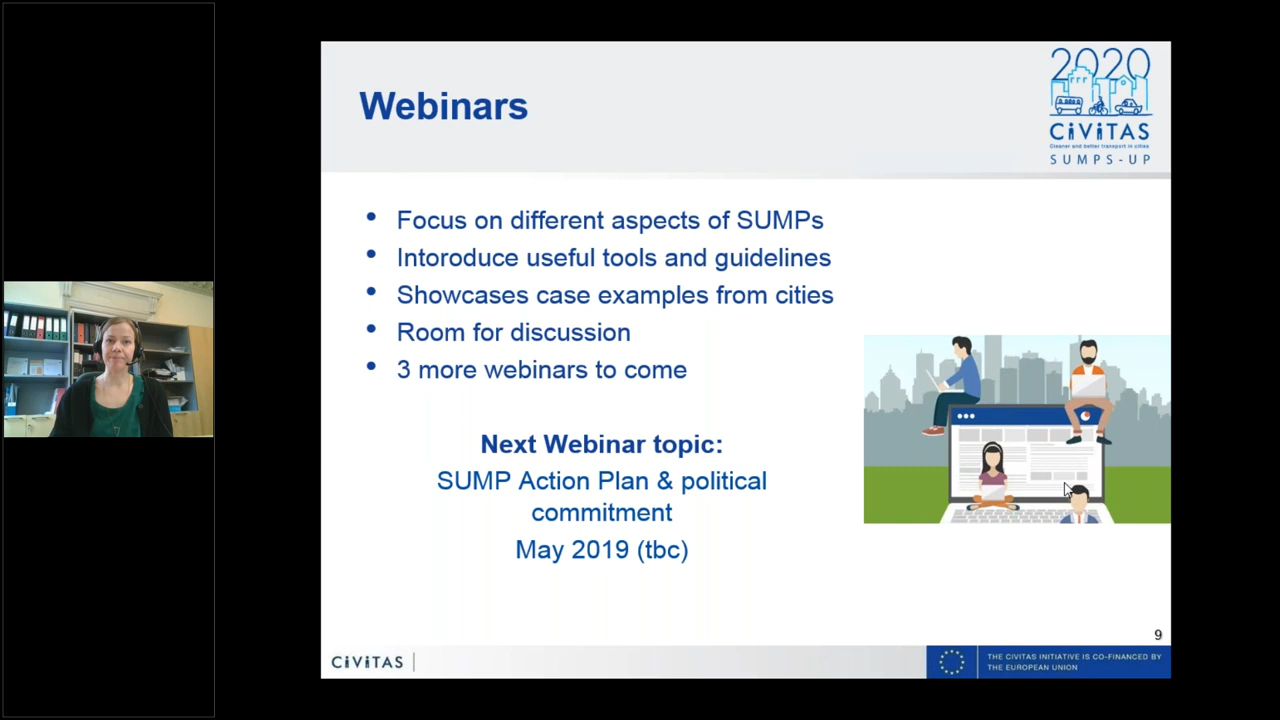 Webinars
2020
CiViTAS
Cleaner and better transport in cities
SUMPS-UP
• Focus on different aspects of SUMPs
• Intoroduce useful tools and guidelines
• Showcases case examples from cities
• Room for discussion
• 3 more webinars to come
Next Webinar topic:
SUMP Action Plan & political
commitment
May 2019 (tbc)
9
CiViTAS
THE CIVITAS INITIATIVE IS CO-FINANCED BY
THE EUROPEAN UNION